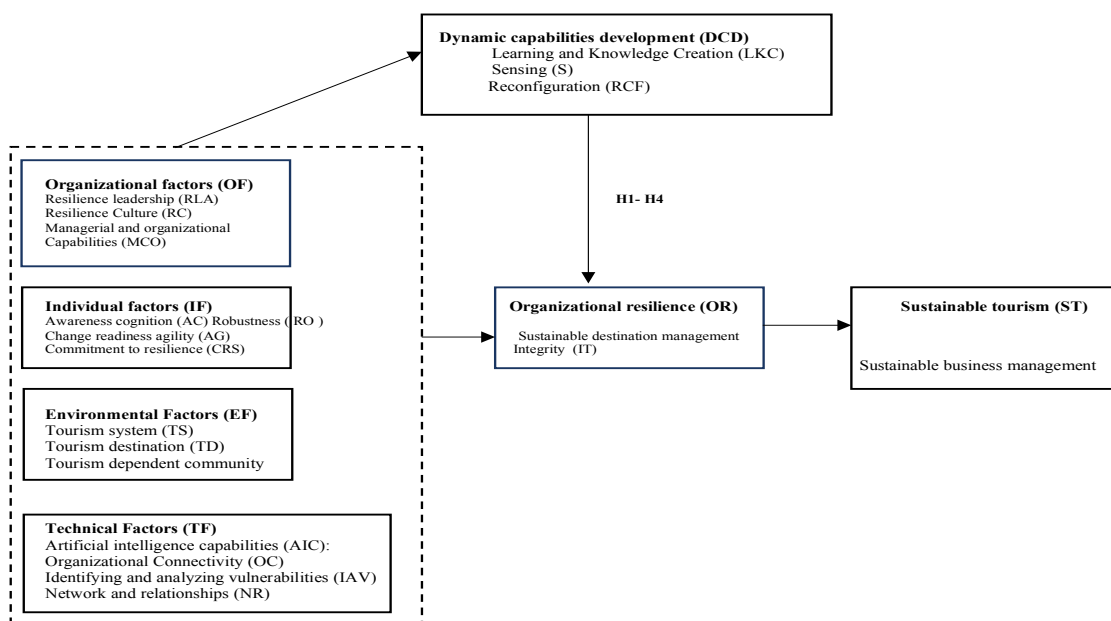 Dynamic capabilities development (DCD)
Learning and Knowledge Creation (LKC)
Sensing (S)
Reconfiguration (RCF)
Organizational factors (OF)
Resilience leadership (RLA)
Resilience Culture (RC)
Managerial and organizational
Capabilities (MCO)
H1- H4
Individual factors (IF)
Awareness cognition (AC) Robustness ( RO )
Change readiness agility (AG)
Commitment to resilience (CRS)
Organizational resilience (OR)
Sustainable destination management
Integrity (IT)
Sustainable tourism (ST)
Sustainable business management
Environmental Factors (EF)
Tourism system (TS)
Tourism destination (TD)
Tourism dependent community
Technical Factors (TF)
Artificial intelligence capabilities (AIC):
Organizational Connectivity (OC)
Identifying and analyzing vulnerabilities (IAV)
Network and relationships (NR)